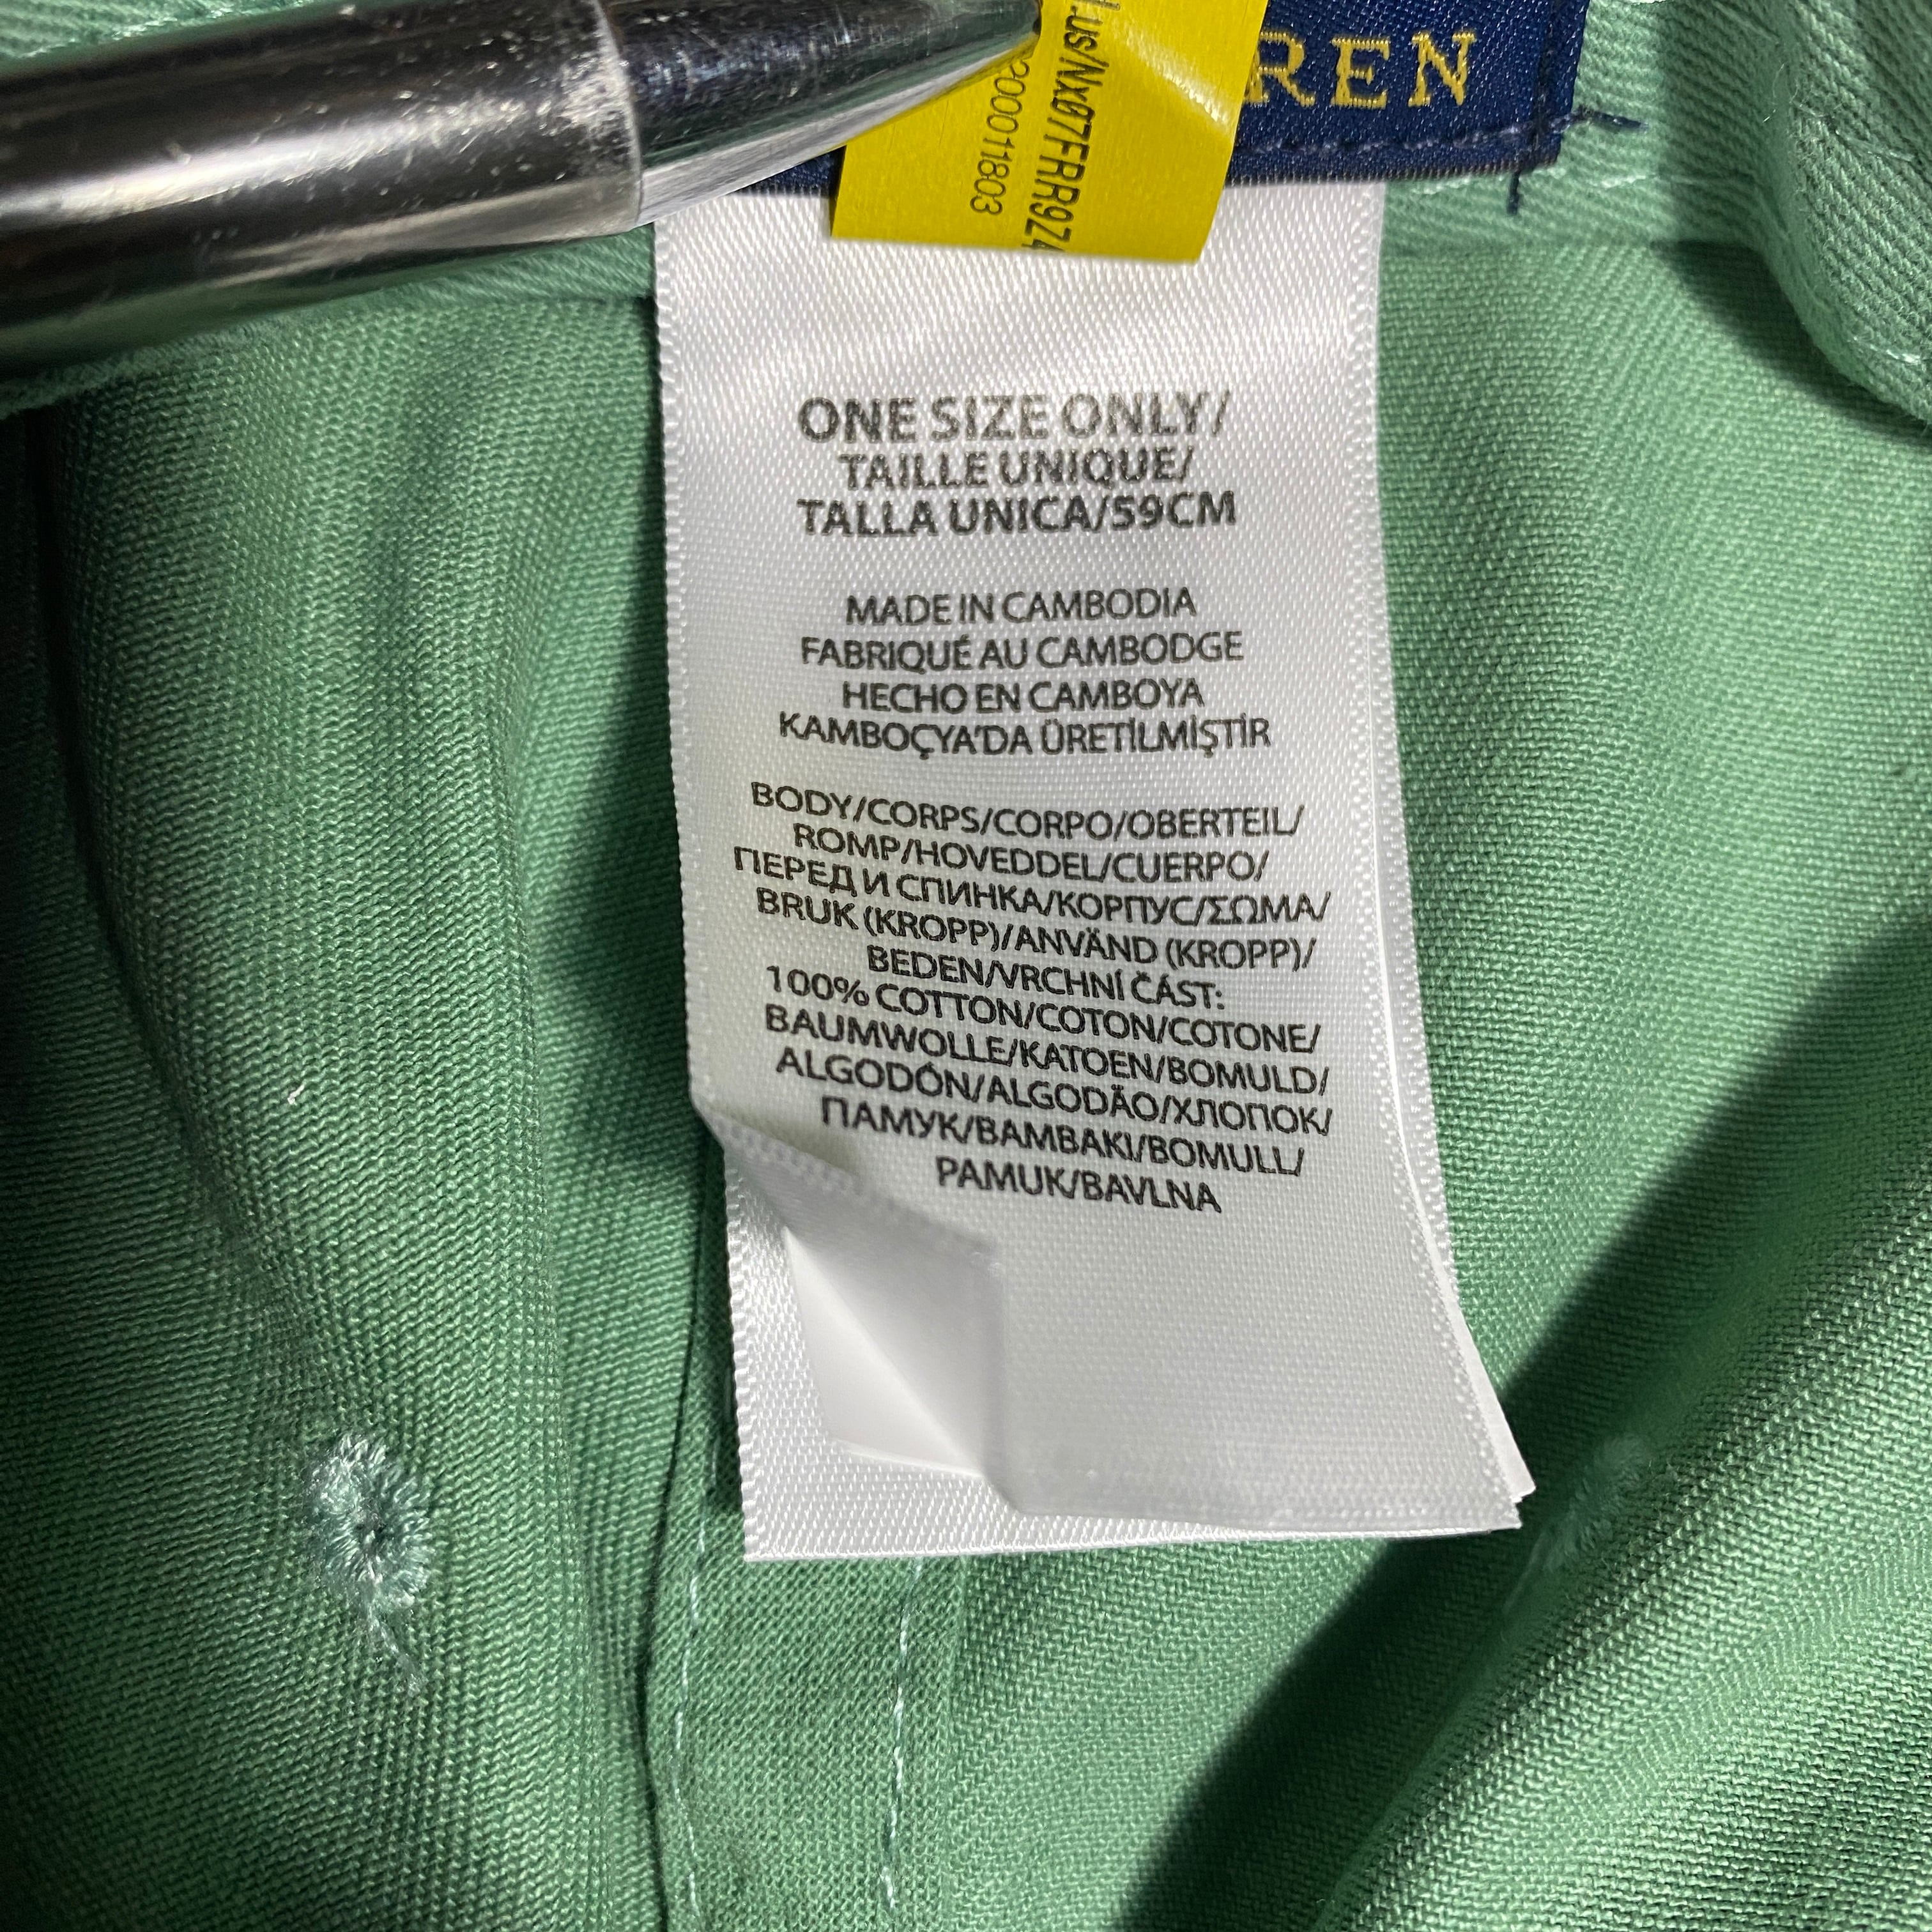 REN
ONE SIZE ONLY/
TAILLE UNIQUE/
TALLA UNICA/59CM
MADE IN CAMBODIA
FABRIQUÉ AU CAMBODGE
HECHO EN CAMBOYA
KAMBOÇYA'DA ÜRETİLMİŞTİR
BODY/CORPS/CORPO/OBERTEIL/
ROMP/HOVEDDEL/CUERPO/
ПЕРЕД И СПИНКА/КОРПУС/ΣΩΜΑ/
BRUK (KROPP)/ANVÄND (KROPP)/
BEDEN/VRCHNÍ ČÁST:
100% COTTON/COTON/COTONE/
BAUMWOLLE/KATOEN/BOMULD/
ALGODÓN/ALGODÃO/ХЛОПОК/
ПАМУК/BAMBAKI/BOMULL/
PAMUK/BAVLNA